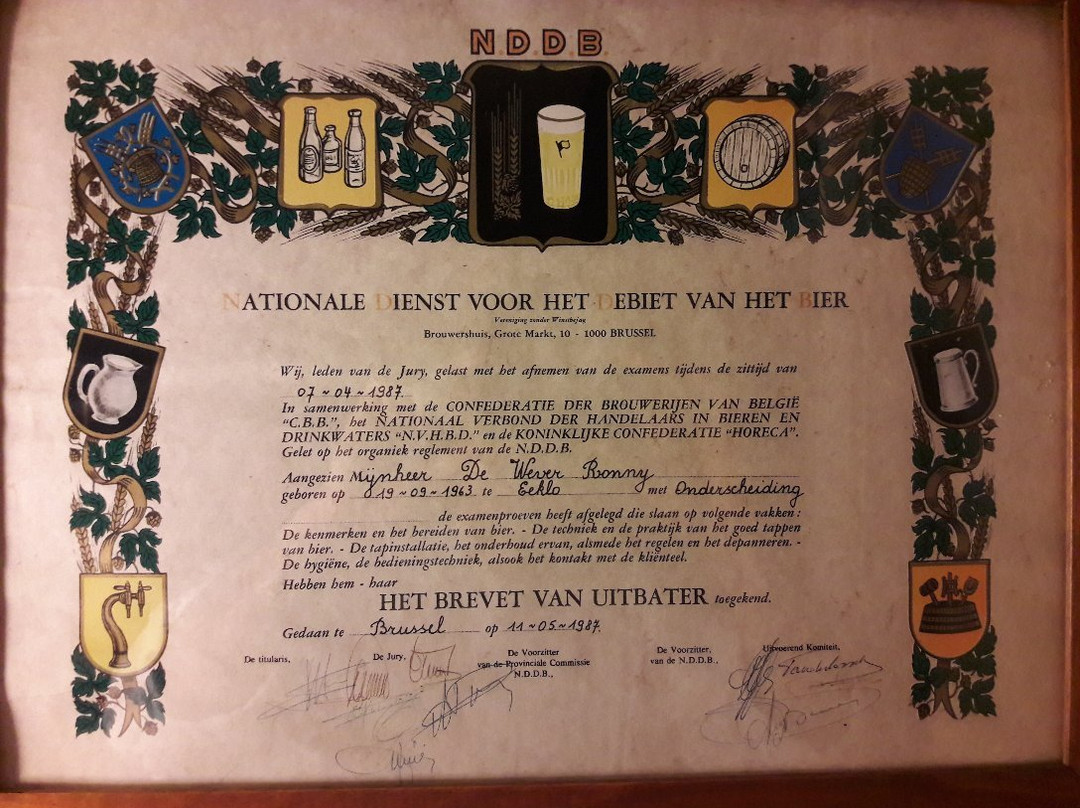 N.D.D.B.
NATIONALE DIENST VOOR HET DEBIET VAN HET BIER
Vereniging zonder Winstbejag
Brouwershuis, Grote Markt, 10 - 1000 BRUSSEL
Wij, leden van de Jury, gelast met het afnemen van de examens tijdens de zittijd van
07 ~ 04 ~ 1987.
In samenwerking met de CONFEDERATIE DER BROUWERIJEN VAN BELGIË
"C.B.B.", het NATIONAAL VERBOND DER HANDELAARS IN BIEREN EN
DRINKWATERS "N.V.H.B.D." en de KONINKLIJKE CONFEDERATIE "HORECA".
Gelet op het organiek reglement van de N.D.D.B.
Aangezien Mijnheer De Wever Ronny
geboren op 19 ~ 09 ~ 1963 te Eeklo met Onderscheiding
de examenproeven heeft afgelegd die slaan op volgende vakken :
De kenmerken en het bereiden van bier. - De techniek en de praktijk van het goed tappen
van bier. - De tapinstallatie, het onderhoud ervan, alsmede het regelen en het depanneren. -
De hygiëne, de bedieningstechniek, alsook het kontakt met de kliënteel.
Hebben hem - haar
HET BREVET VAN UITBATER toegekend.
Gedaan te Brussel op 11 ~ 05 ~ 1987.
De titularis, De Jury, De Voorzitter De Voorzitter, Uitvoerend Komiteit,
van de Provinciale Commissie van de N.D.D.B.,
N.D.D.B.,